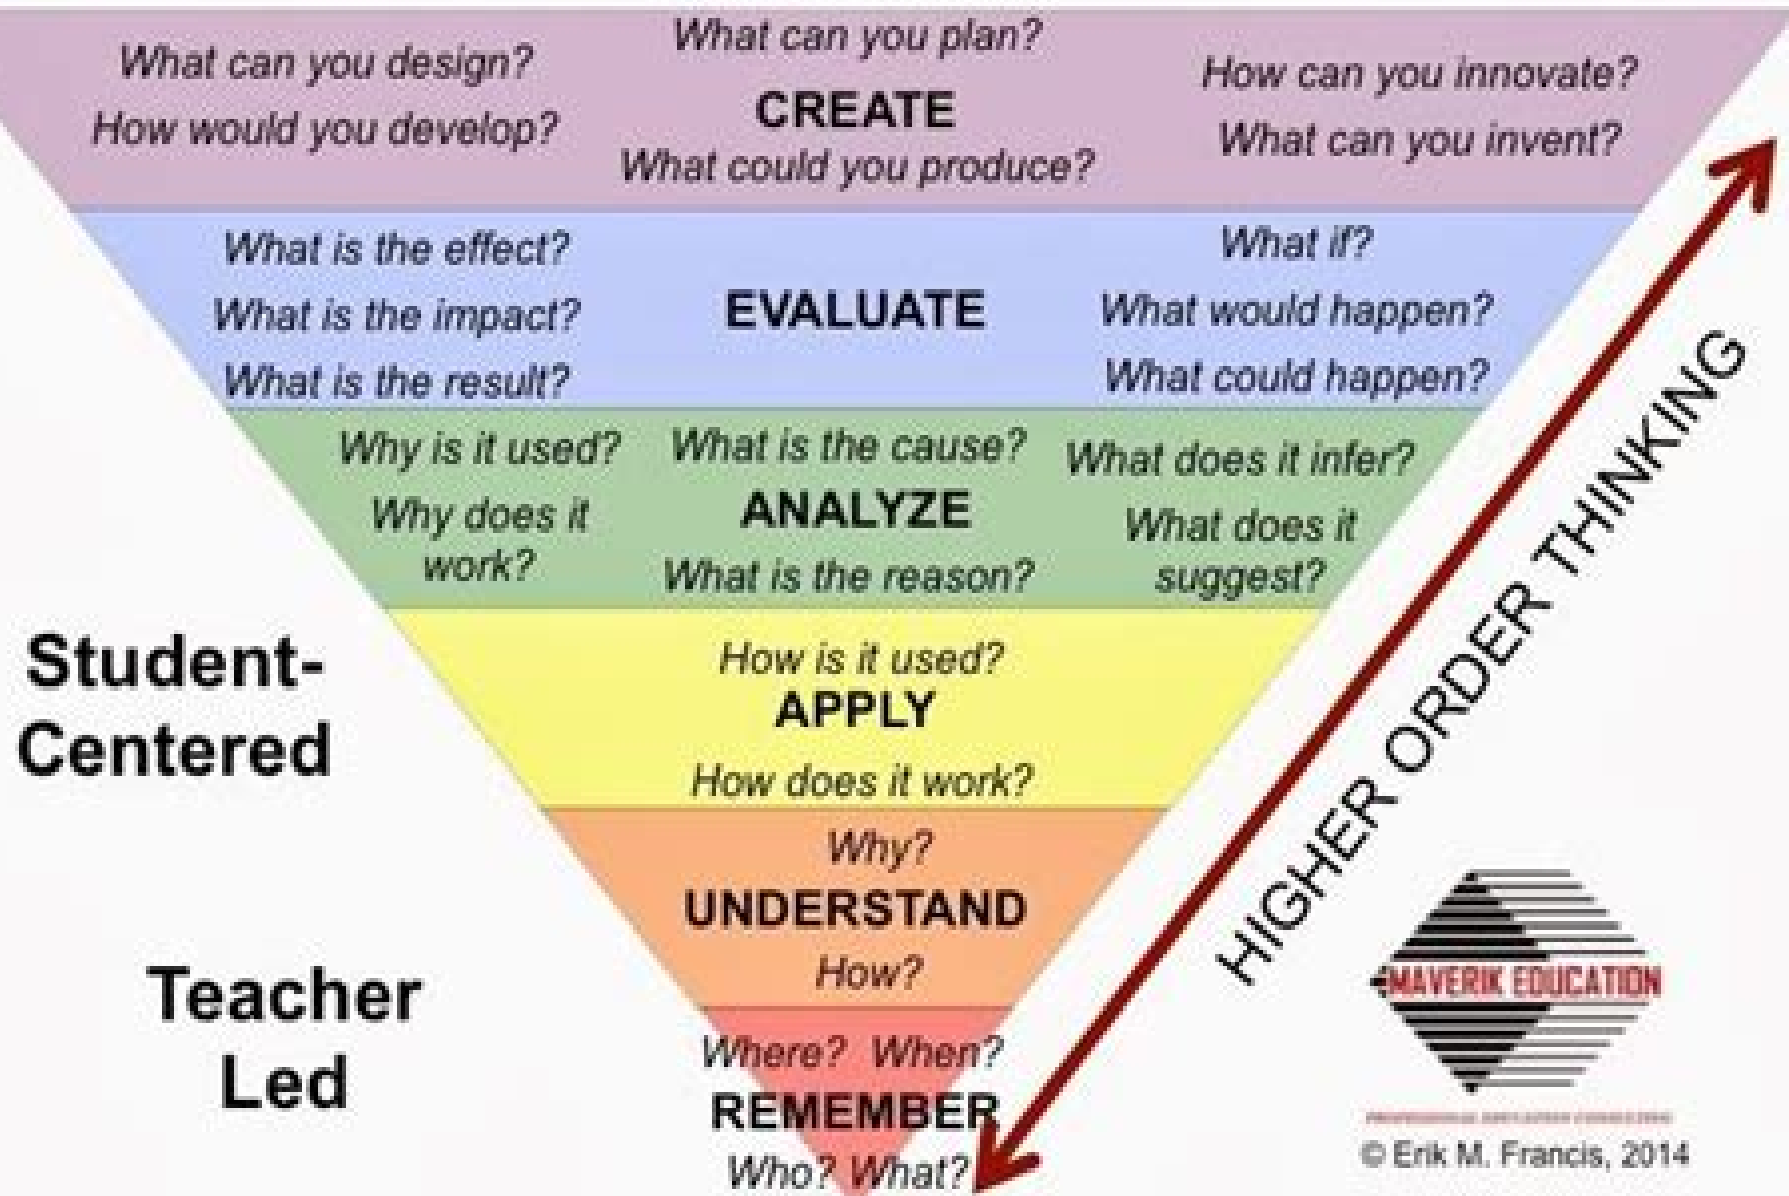 What can you plan?
What can you design?
How can you innovate?
CREATE
How would you develop?
What can you invent?
What could you produce?
What is the effect?
What if?
What is the impact?
EVALUATE
What would happen?
What is the result?
What could happen?
Why is it used?
What is the cause?
What does it infer?
Why does it
work?
ANALYZE
What does it
suggest?
What is the reason?
Student-
Centered
How is it used?
APPLY
How does it work?
HIGHER ORDER THINKING
Why?
UNDERSTAND
How?
Teacher
Led
Where? When?
REMEMBER
Who? What?
MAVERIK EDUCATION
© Erik M. Francis, 2014